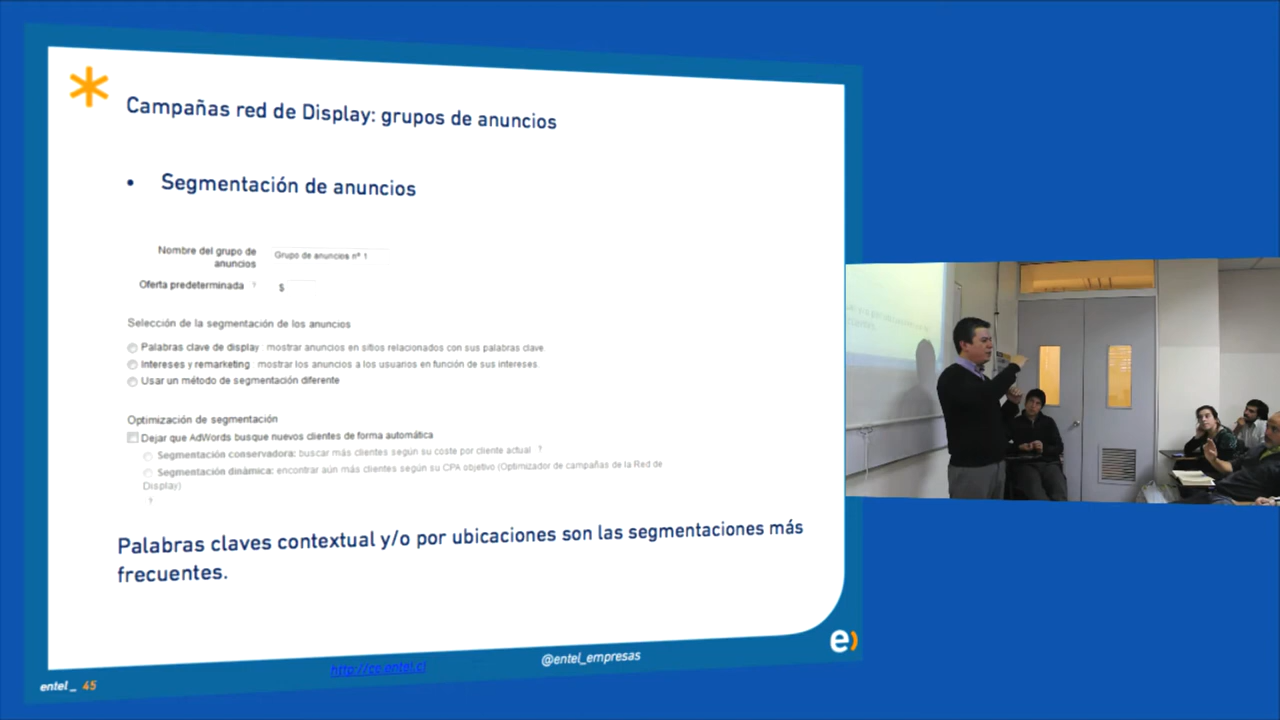 Campañas red de Display: grupos de anuncios
• Segmentación de anuncios
Nombre del grupo de
anuncios
Grupo de anuncios nº 1
Oferta predeterminada ?
$
Selección de la segmentación de los anuncios
Palabras clave de display : mostrar anuncios en sitios relacionados con sus palabras clave.
Intereses y remarketing : mostrar los anuncios a los usuarios en función de sus intereses.
Usar un método de segmentación diferente
Optimización de segmentación
Dejar que AdWords busque nuevos clientes de forma automática
Segmentación conservadora: buscar más clientes según su coste por cliente actual ?
Segmentación dinámica: encontrar aún más clientes según su CPA objetivo (Optimizador de campañas de la Red de
Display)
?
Palabras claves contextual y/o por ubicaciones son las segmentaciones más
frecuentes.
e)
entel_ 45
http://ce.entel.cl
@entel_empresas